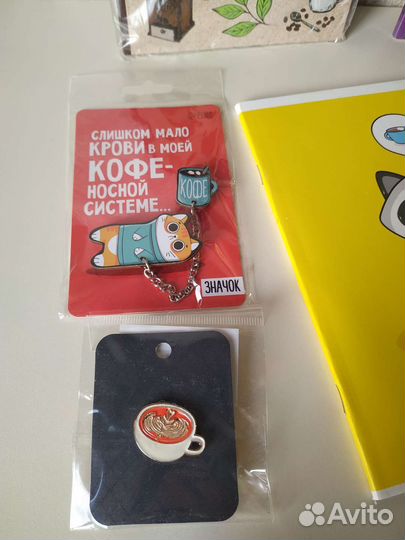 СЛИШКОМ МАЛО
КРОВИ В МОЕЙ
КОФЕ-
НОСНОЙ
СИСТЕМЕ...
КОФЕ
ЗНАЧОК
Avito